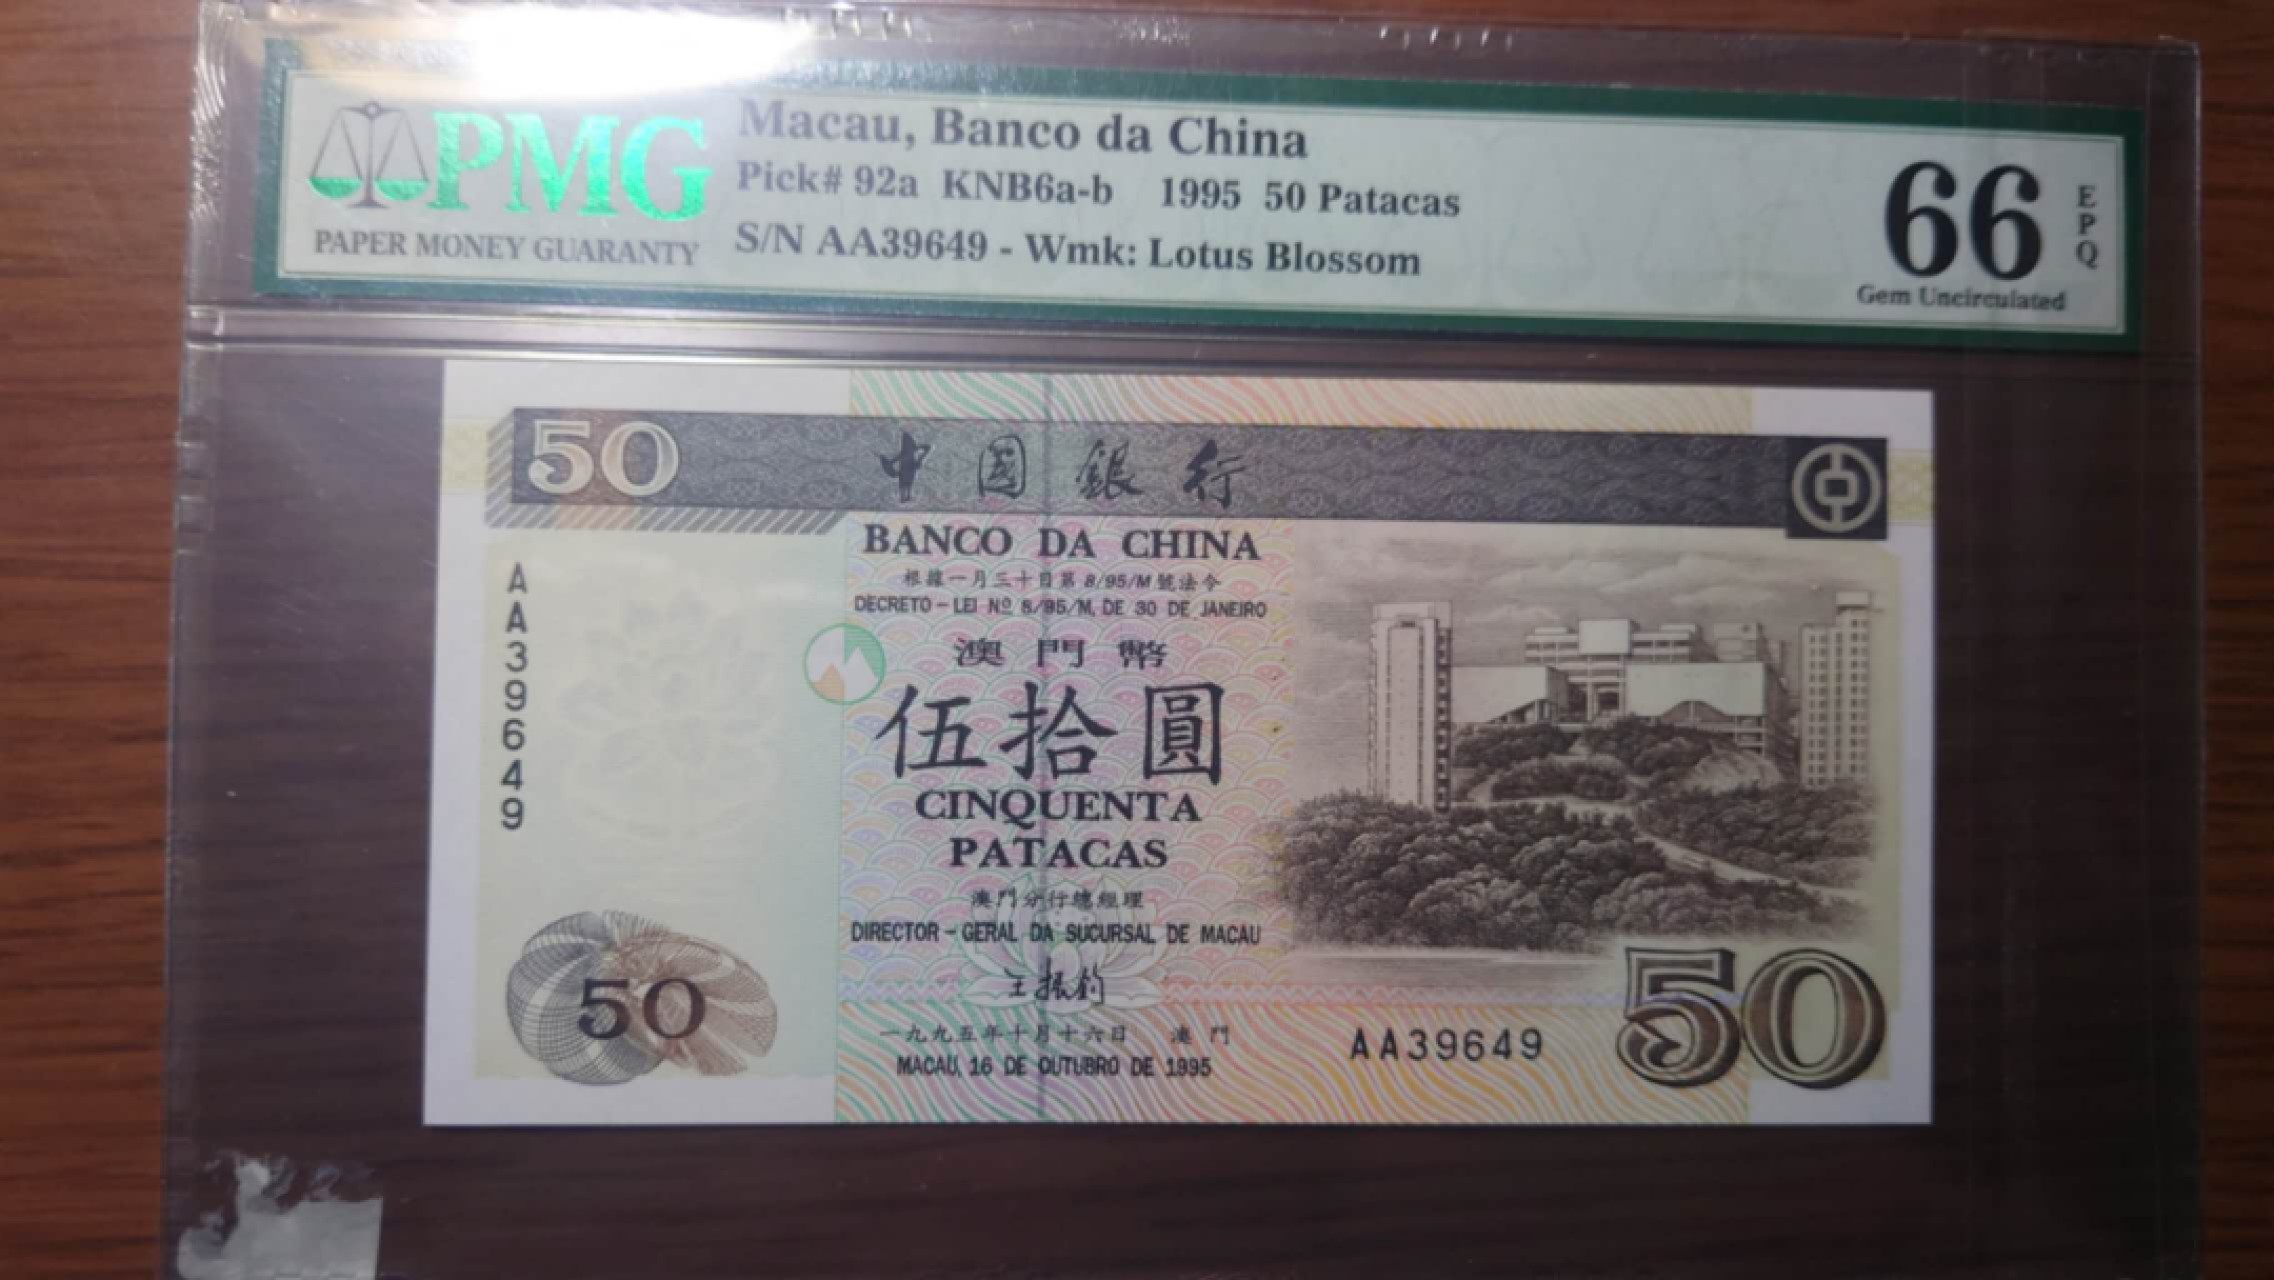 PMG
PAPER MONEY GUARANTY
Macau, Banco da China
Pick# 92a KNB6a-b 1995 50 Patacas
S/N AA39649 - Wmk: Lotus Blossom
66
EPQ
Gem Uncirculated
50
中國銀行
BANCO DA CHINA
根據一月三十日第8/95/M號法令
DECRETO-LEI Nº 8/95/M, DE 30 DE JANEIRO
AA39649
澳門幣
伍拾圓
CINQUENTA
PATACAS
澳門分行總經理
DIRECTOR-GERAL DA SUCURSAL DE MACAU
王振鈞
50
一九九五年十月十六日 澳門
MACAU, 16 DE OUTUBRO DE 1995
AA39649
50